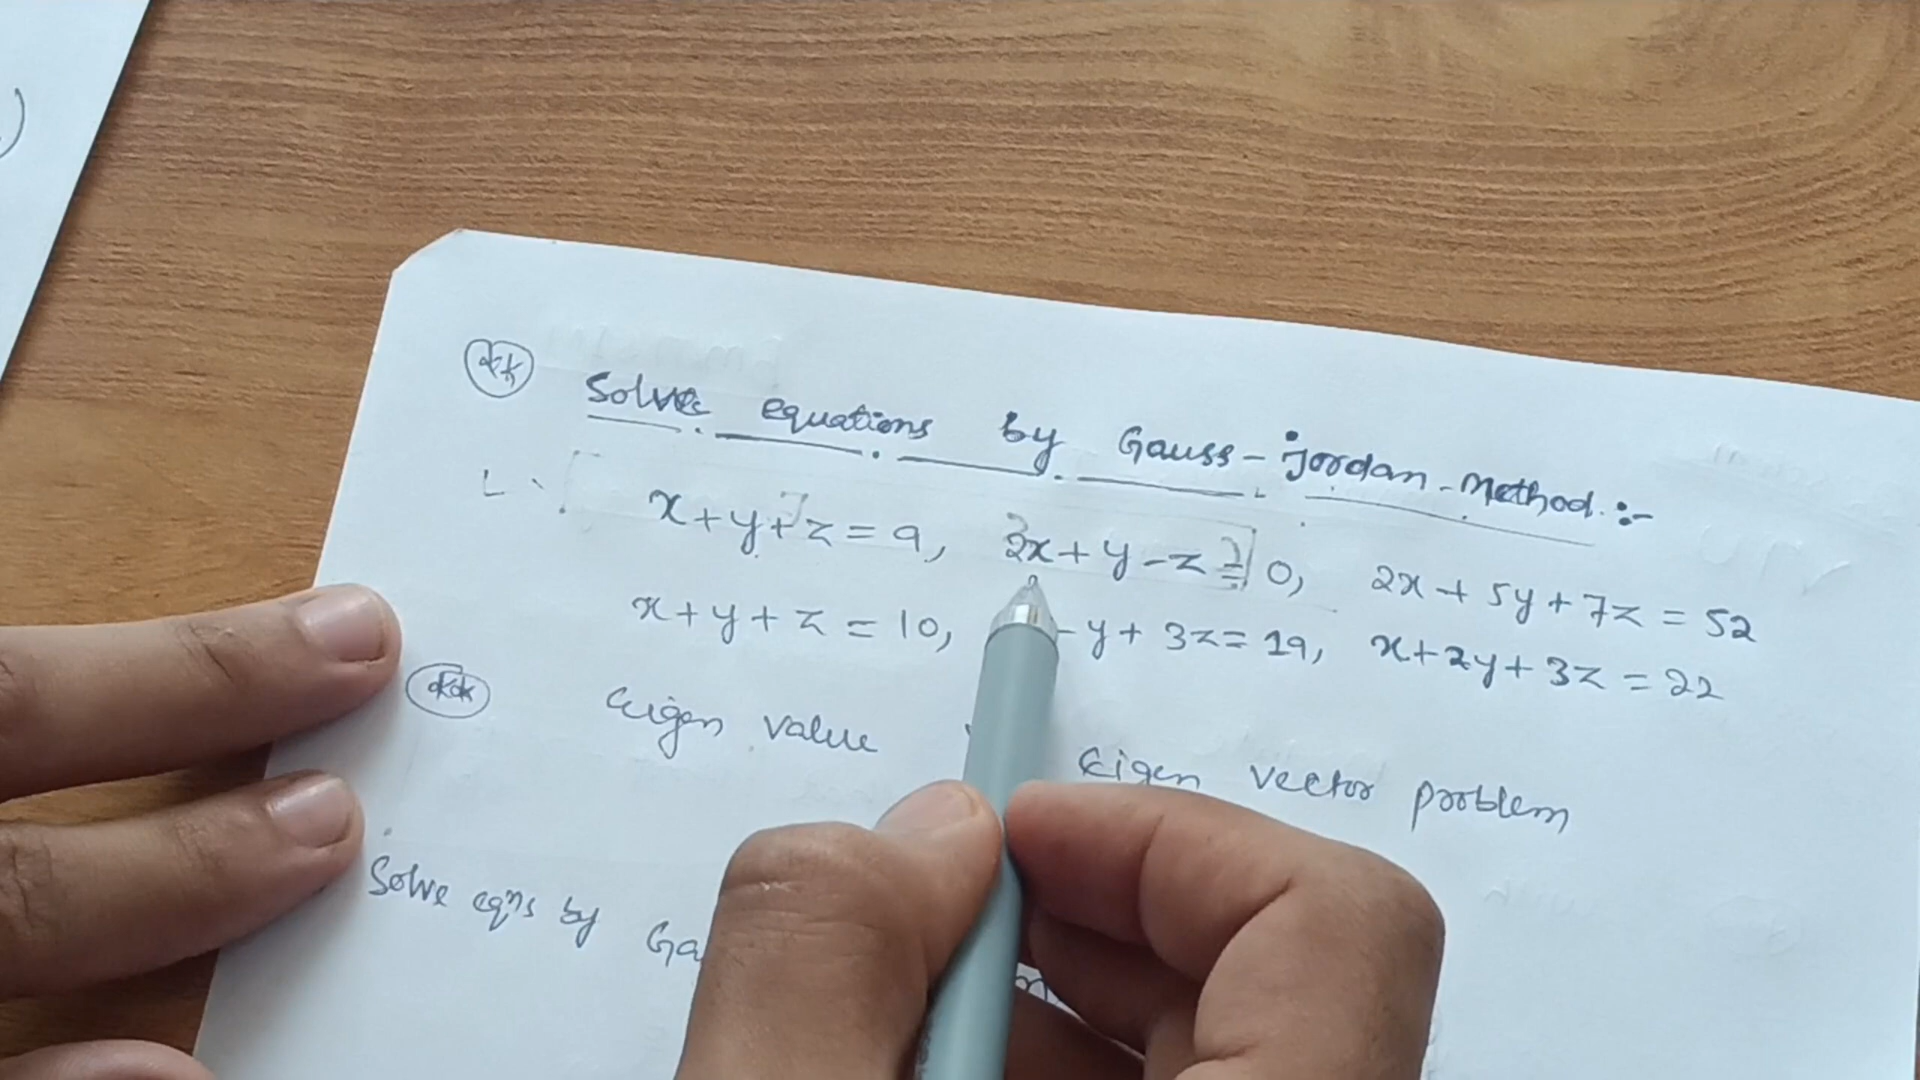 Solve equations by Gauss-Jordan-Method :-
x+y+z=9, 2x+y-z=0, 2x+5y+7z=52
x+y+z=10, -y+3z=19, x+2y+3z=22
Eigen value Eigen Vector problem
Solve eqns by Ga